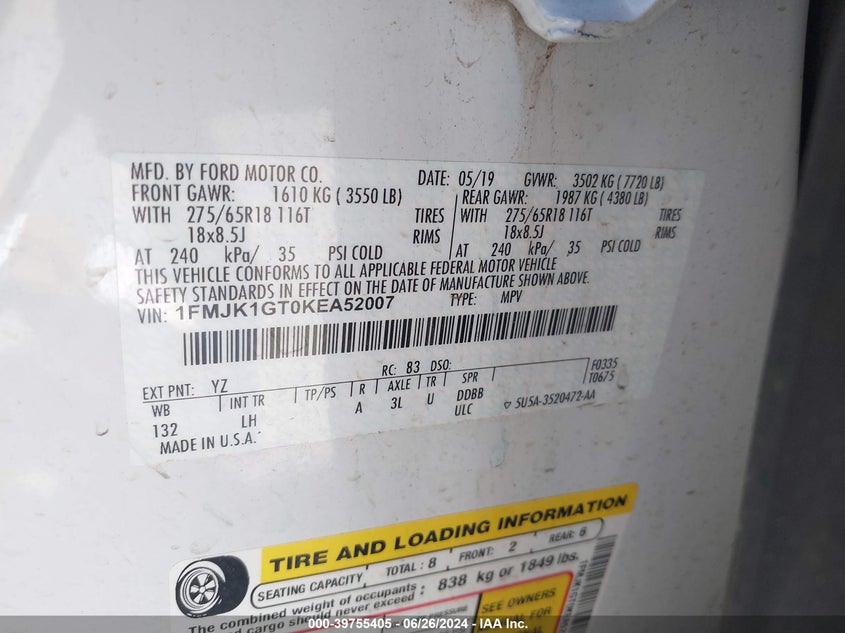 MFD. BY FORD MOTOR CO. DATE: 05/19 GVWR: 3502 KG ( 7720 LB)
FRONT GAWR: 1610 KG ( 3550 LB) REAR GAWR: 1987 KG ( 4380 LB)
WITH 275/65R18 116T TIRES WITH 275/65R18 116T TIRES
18x8.5J RIMS 18x8.5J RIMS
AT 240 kPa/ 35 PSI COLD AT 240 kPa/ 35 PSI COLD
THIS VEHICLE CONFORMS TO ALL APPLICABLE FEDERAL MOTOR VEHICLE
SAFETY STANDARDS IN EFFECT ON THE DATE OF MANUFACTURE SHOWN ABOVE.
VIN: 1FMJK1GT0KEA52007 TYPE: MPV
F0335
T0675
EXT PNT: YZ RC: 83 DSO:
WB INT TR TP/PS R AXLE TR SPR
132 LH A 3L U DDBB
ULC
5U5A-3520472-AA
MADE IN U.S.A.
TIRE AND LOADING INFORMATION
SEATING CAPACITY TOTAL: 8 FRONT: 2 REAR: 6
The combined weight of occupants
and cargo should never exceed: 838 kg or 1849 lbs.
SEE OWNERS
MANUAL FOR
000-39755405 - 06/26/2024 - IAA Inc.